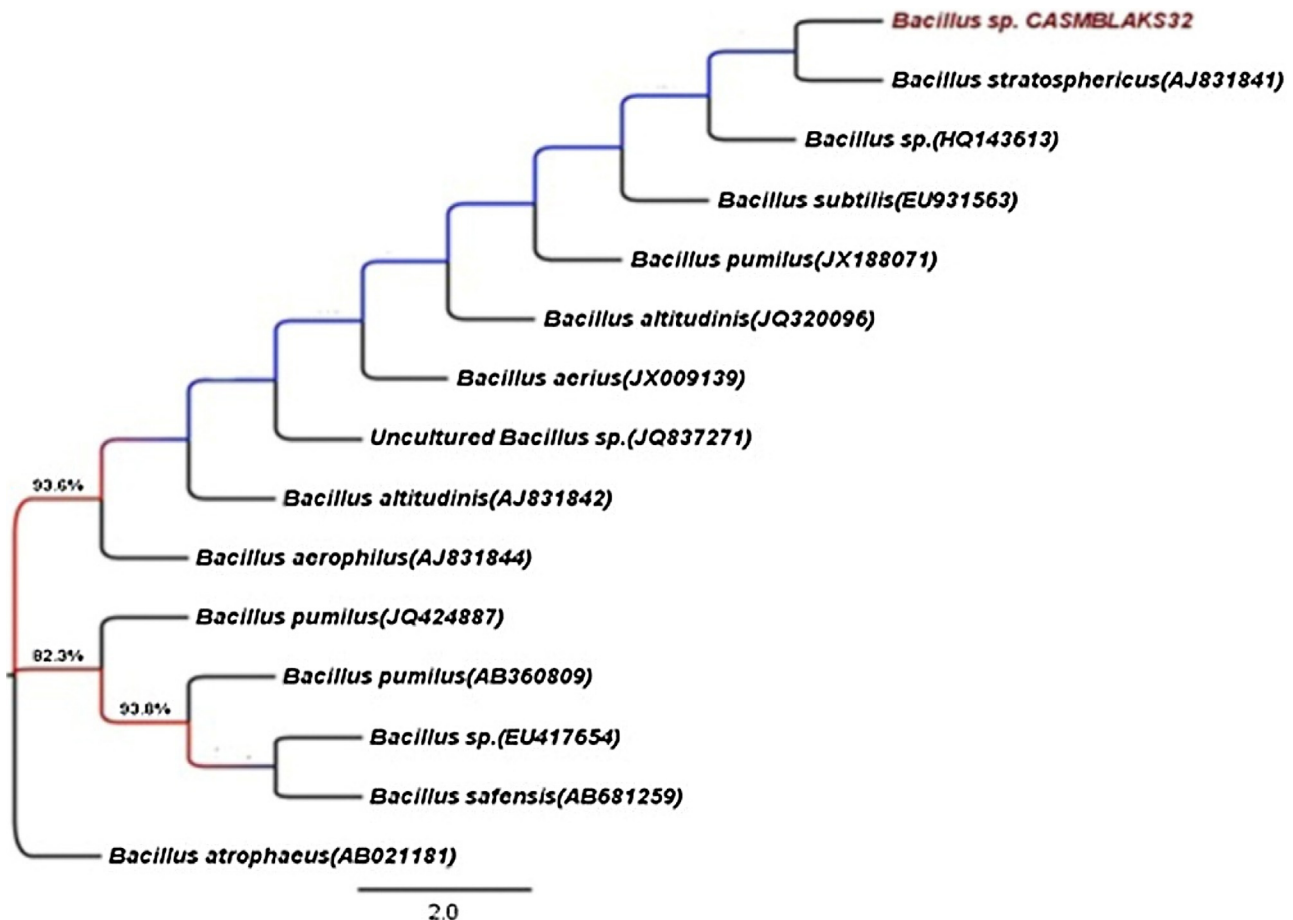 Bacillus sp. CASMBLAKS32
Bacillus stratosphericus(AJ831841)
Bacillus sp.(HQ143613)
Bacillus subtilis(EU931563)
Bacillus pumilus(JX188071)
Bacillus altitudinis(JQ320096)
Bacillus aerius(JX009139)
Uncultured Bacillus sp.(JQ837271)
Bacillus altitudinis(AJ831842)
93.6%
Bacillus aerophilus(AJ831844)
Bacillus pumilus(JQ424887)
82.3%
Bacillus pumilus(AB360809)
93.8%
Bacillus sp.(EU417654)
Bacillus safensis(AB681259)
Bacillus atrophaeus(AB021181)
2.0